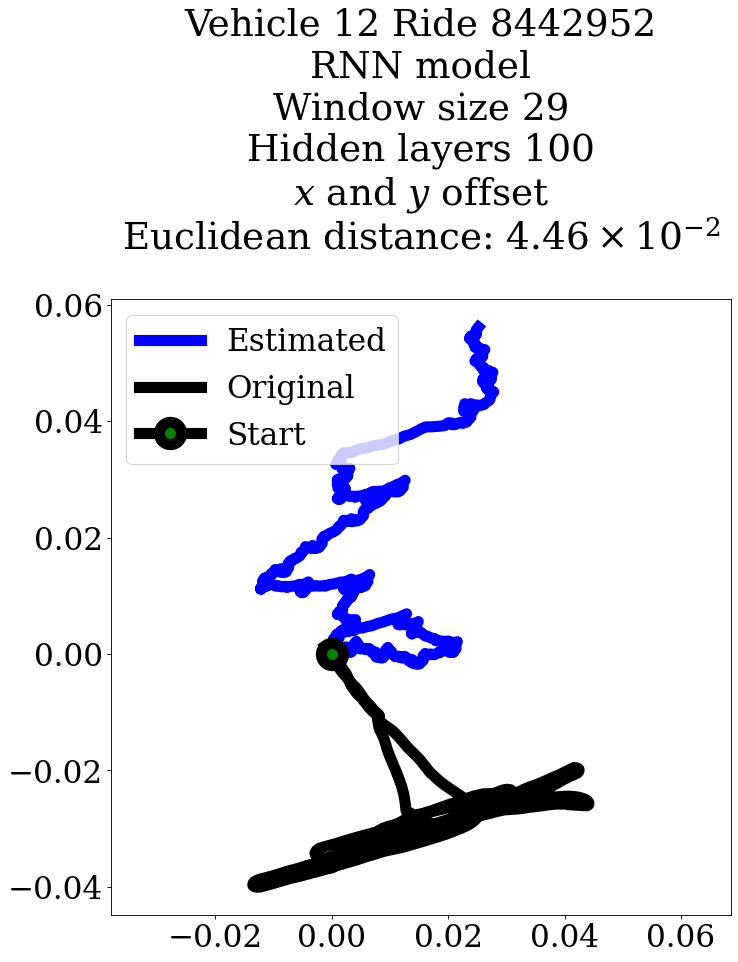 Vehicle 12 Ride 8442952
RNN model
Window size 29
Hidden layers 100
x and y offset
Euclidean distance: 4.46 × 10⁻²
Estimated
Original
Start
0.06
0.04
0.02
0.00
−0.02
−0.04
−0.02 0.00 0.02 0.04 0.06